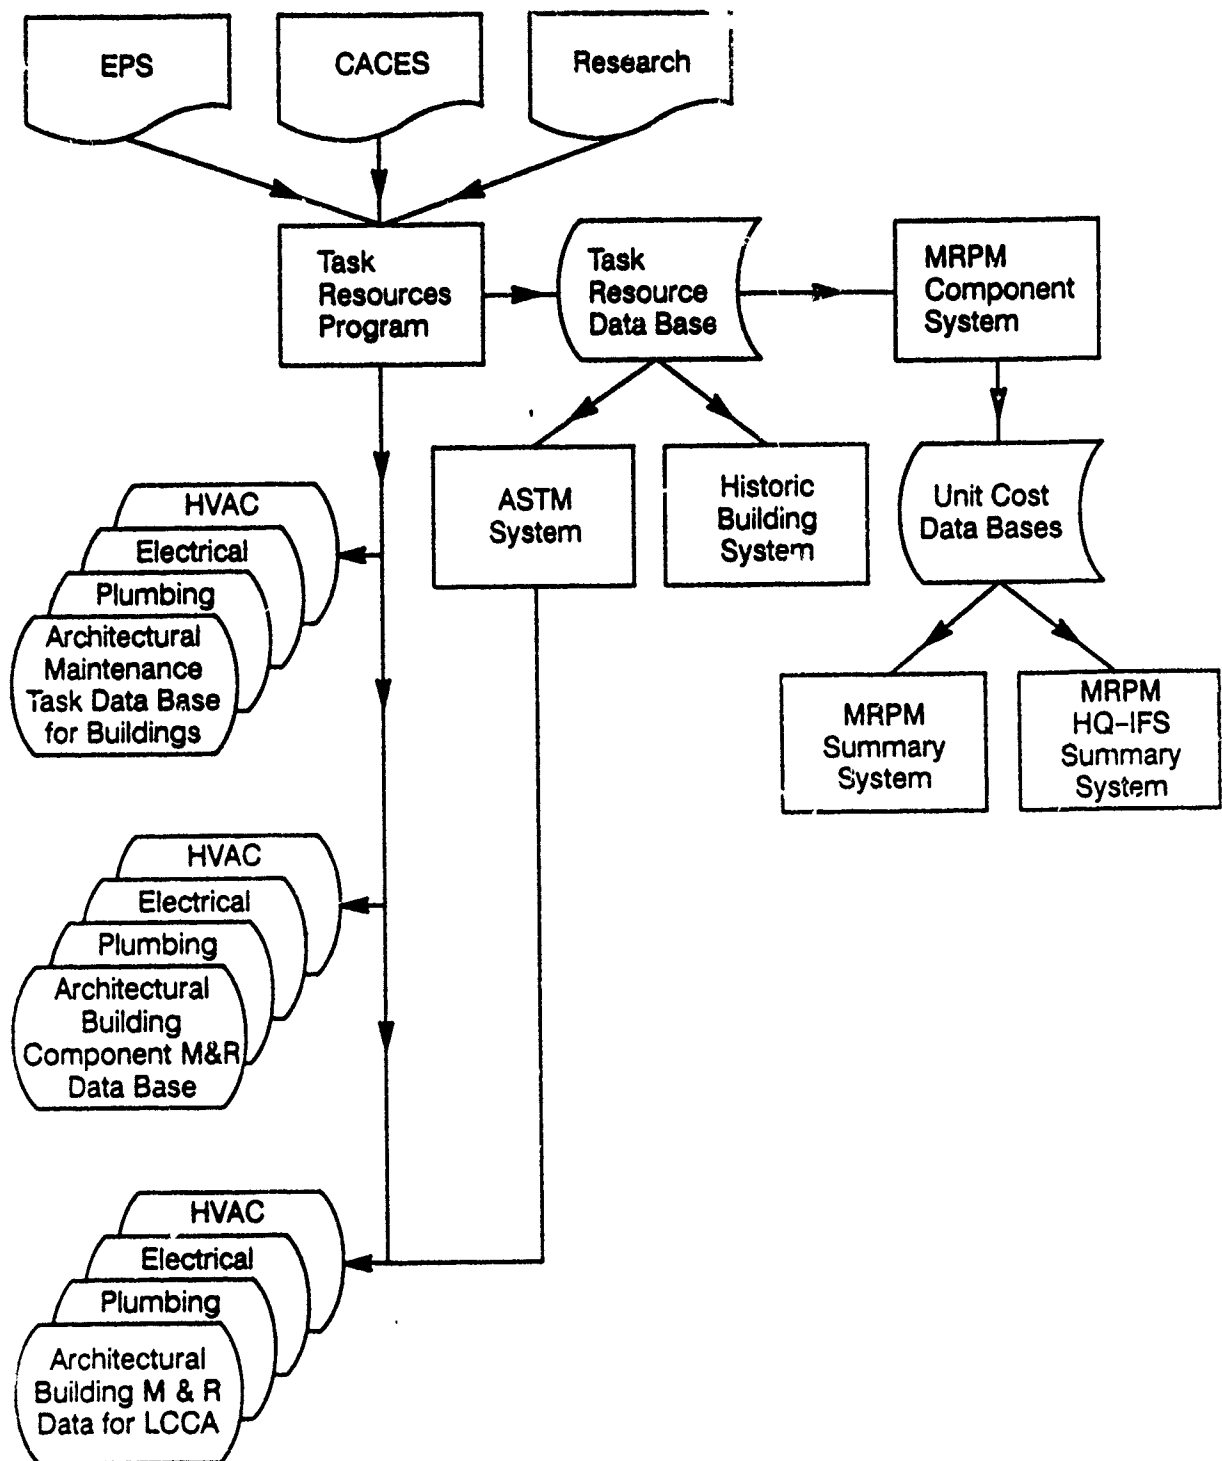 EPS
CACES
Research
Task
Resources
Program
Task
Resource
Data Base
MRPM
Component
System
ASTM
System
Historic
Building
System
Unit Cost
Data Bases
MRPM
Summary
System
MRPM
HQ-IFS
Summary
System
HVAC
Electrical
Plumbing
Architectural
Maintenance
Task Data Base
for Buildings
HVAC
Electrical
Plumbing
Architectural
Building
Component M&R
Data Base
HVAC
Electrical
Plumbing
Architectural
Building M & R
Data for LCCA